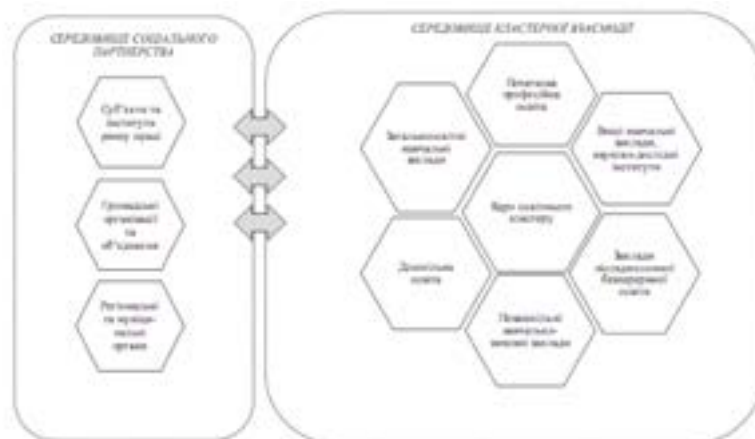 СЕРЕДОВИЩЕ СОЦІАЛЬНОГО
ПАРТНЕРСТВА
Суб'єкти та
інститути
ринку праці
Громадські
організації
та
об'єднання
Регіональні
та муніци-
пальні
органи
СЕРЕДОВИЩЕ КЛАСТЕРНОЇ ВЗАЄМОДІЇ
Початкова
професійна
освіта
Загальноосвітні
навчальні
заклади
Вищі навчальні
заклади,
науково-дослідні
інститути
Ядро освітнього
кластеру
Дошкільна
освіта
Заклади
післядипломної
безперервної
освіти
Позашкільні
навчально-
виховні заклади